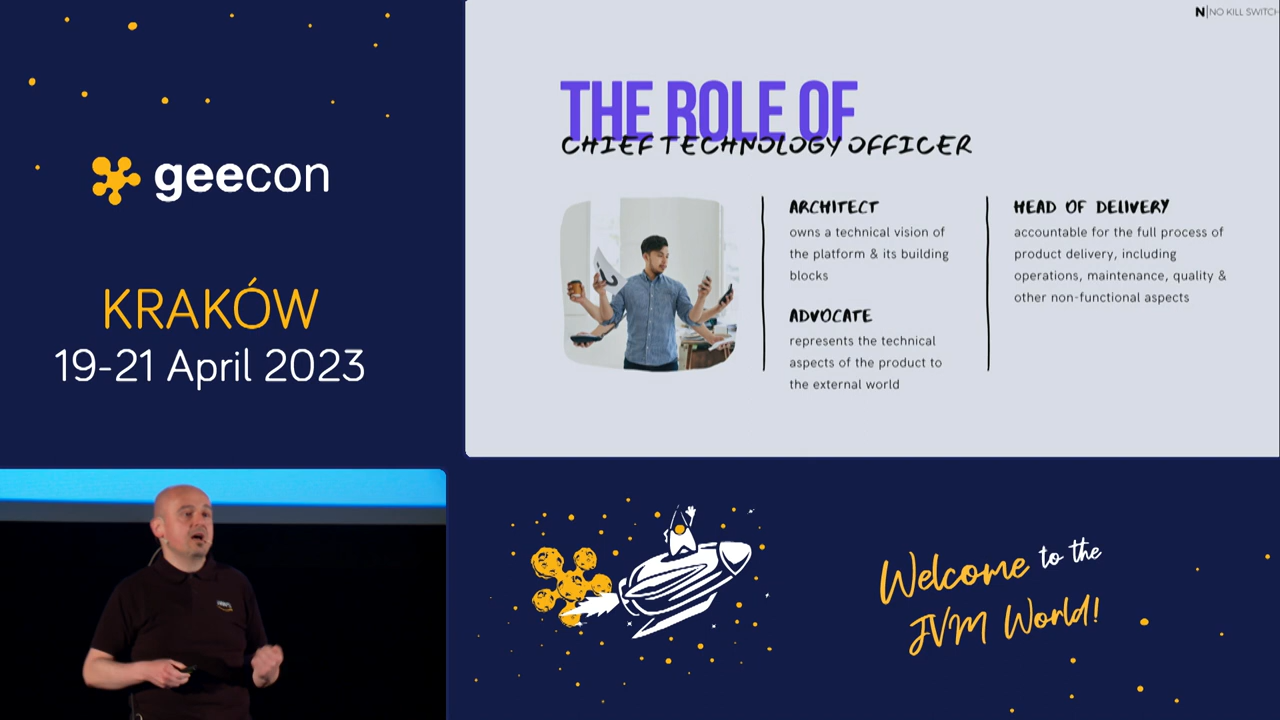 geecon
KRAKÓW
19-21 April 2023
N|NO KILL SWITCH
THE ROLE OF
CHIEF TECHNOLOGY OFFICER
ARCHITECT
owns a technical vision of
the platform & its building
blocks
ADVOCATE
represents the technical
aspects of the product to
the external world
HEAD OF DELIVERY
accountable for the full process of
product delivery, including
operations, maintenance, quality &
other non-functional aspects
Welcome to the
JVM World!